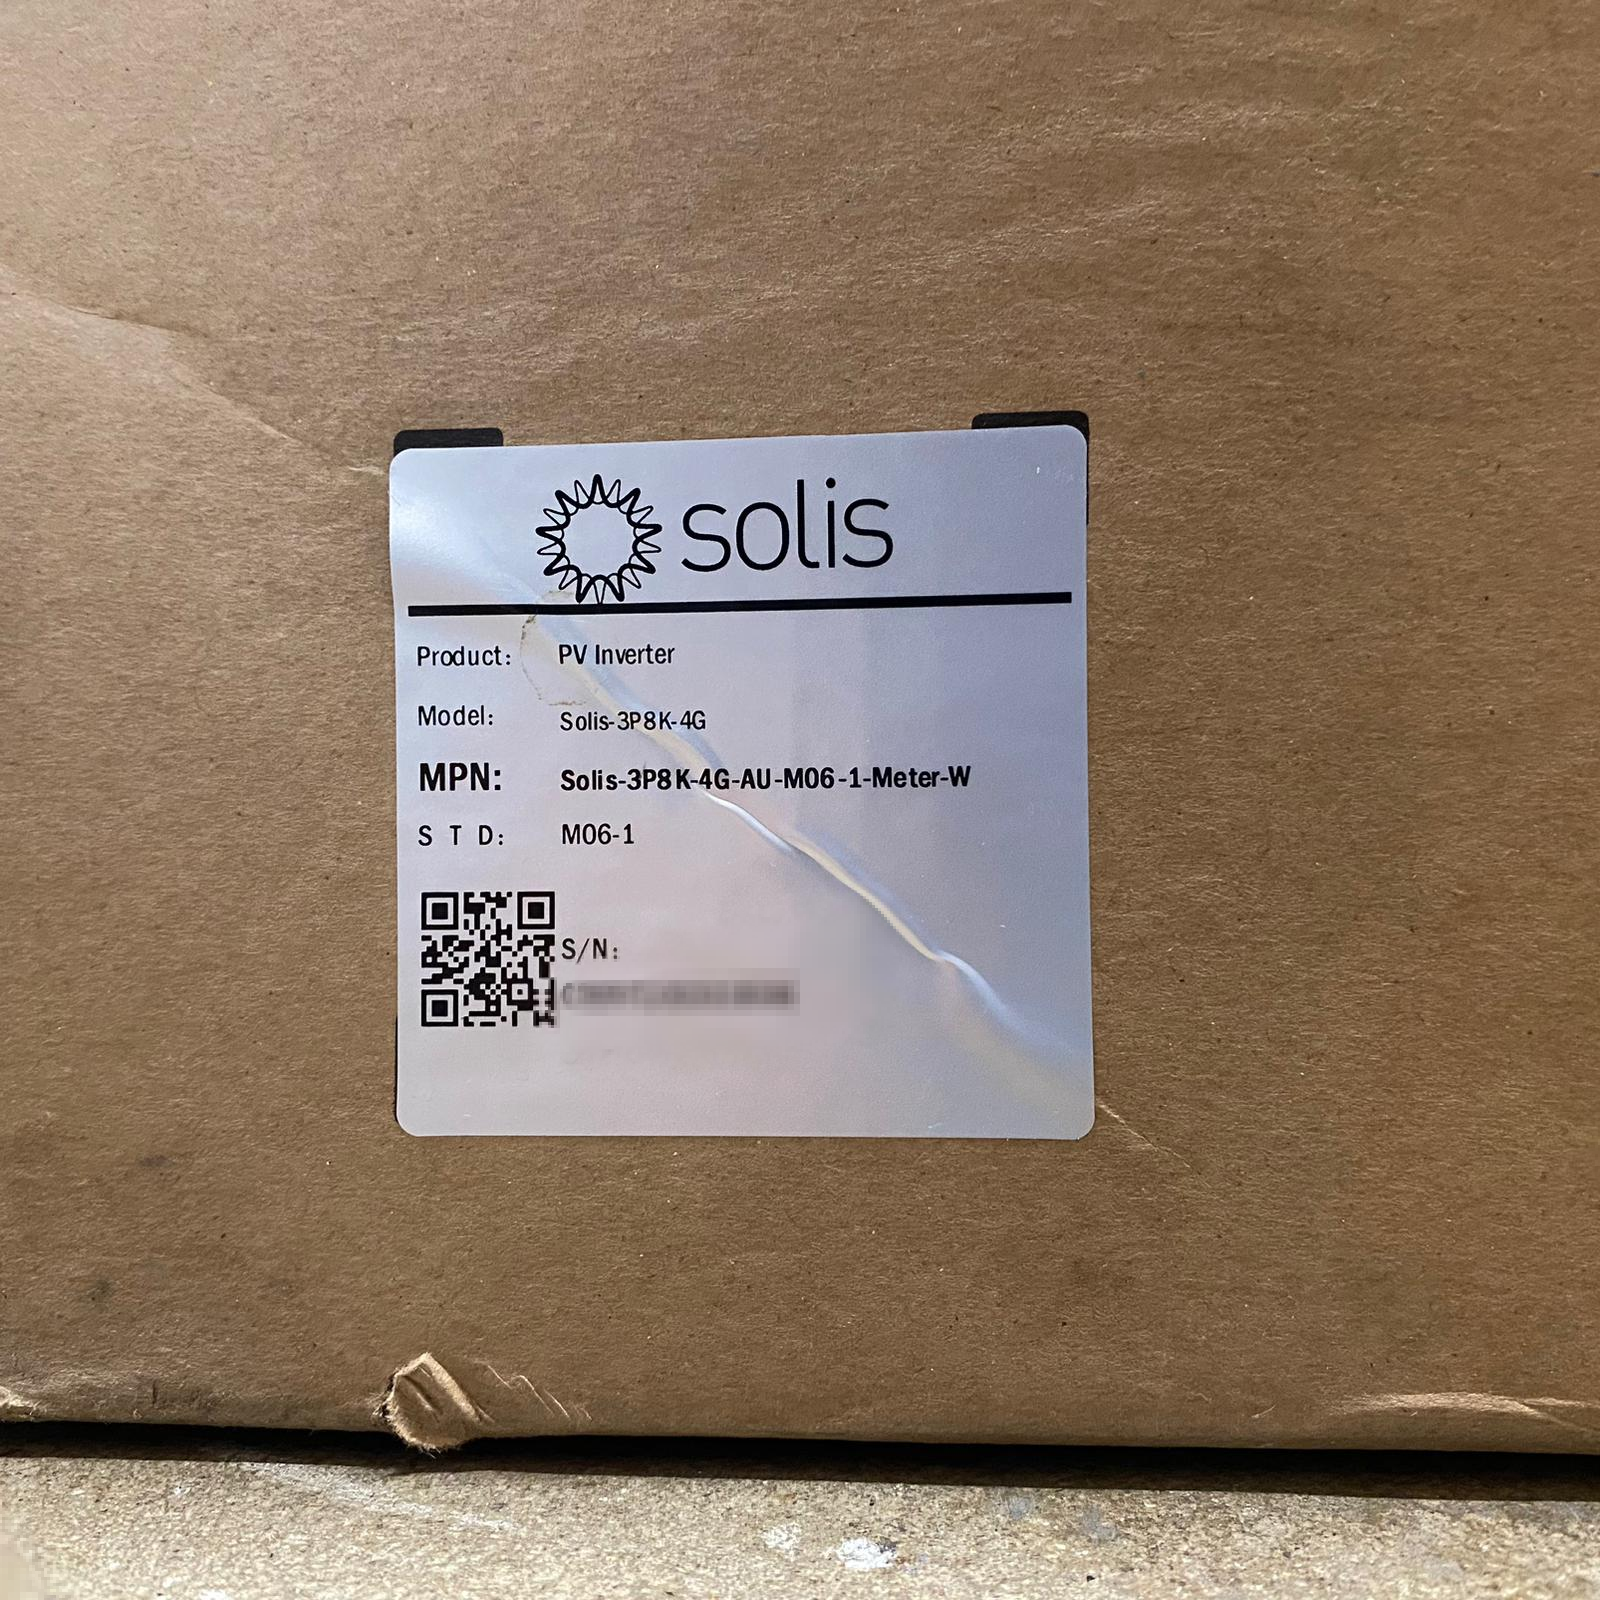 solis
Product: PV Inverter
Model: Solis-3P8K-4G
MPN: Solis-3P8K-4G-AU-M06-1-Meter-W
S T D: M06-1
S/N: